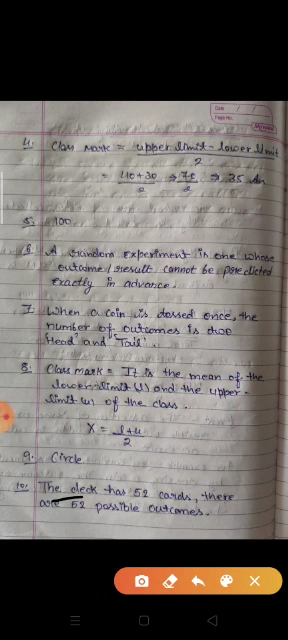 Date / /
Page No.
4. Class Mark = upper limit - lower limit
2
= 40+30 → 70 → 35 An
2 2
5. 100
6. A random experiment is one whose
outcome/result cannot be predicted
exactly in advance.
7. When a coin is tossed once, the
number of outcomes is two
"Head" and "Tail".
8. Class mark = It is the mean of the
lower-limit (l) and the upper-
limit (u) of the class.
X = l+u
2
9. Circle
10. The deck has 52 cards, there
are 52 possible outcomes.